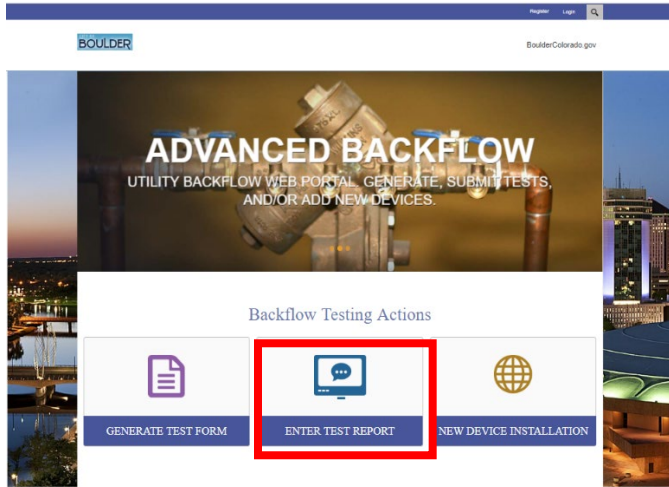 Register Login
BOULDER
BoulderColorado.gov
ADVANCED BACKFLOW
UTILITY BACKFLOW WEB PORTAL. GENERATE, SUBMIT TESTS,
AND/OR ADD NEW DEVICES.
Backflow Testing Actions
GENERATE TEST FORM
ENTER TEST REPORT
NEW DEVICE INSTALLATION